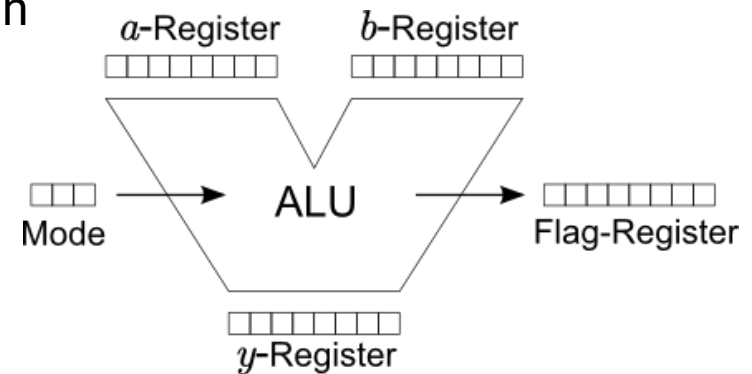 n
a-Register b-Register
ALU
Mode
Flag-Register
y-Register